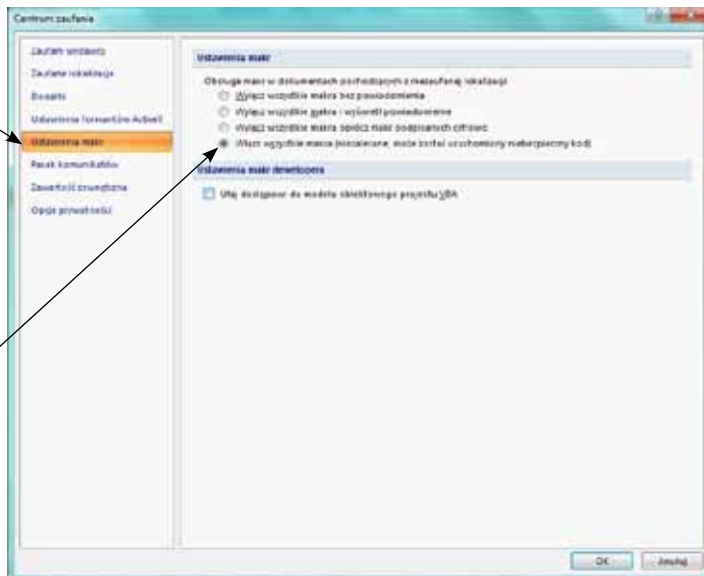 Centrum zaufania
Zaufani wydawcy
Zaufane lokalizacje
Dodatki
Ustawienia formantów ActiveX
Ustawienia makr
Pasek komunikatów
Zawartość zewnętrzna
Opcje prywatności
Ustawienia makr
Obsługa makr w dokumentach pochodzących z niezaufanej lokalizacji:
Wyłącz wszystkie makra bez powiadomienia
Wyłącz wszystkie makra i wyświetl powiadomienie
Wyłącz wszystkie makra oprócz makr podpisanych cyfrowo
Włącz wszystkie makra (niezalecane, może zostać uruchomiony niebezpieczny kod)
Ustawienia makr dewelopera
Ufaj dostępowi do modelu obiektowego projektu VBA
OK
Anuluj